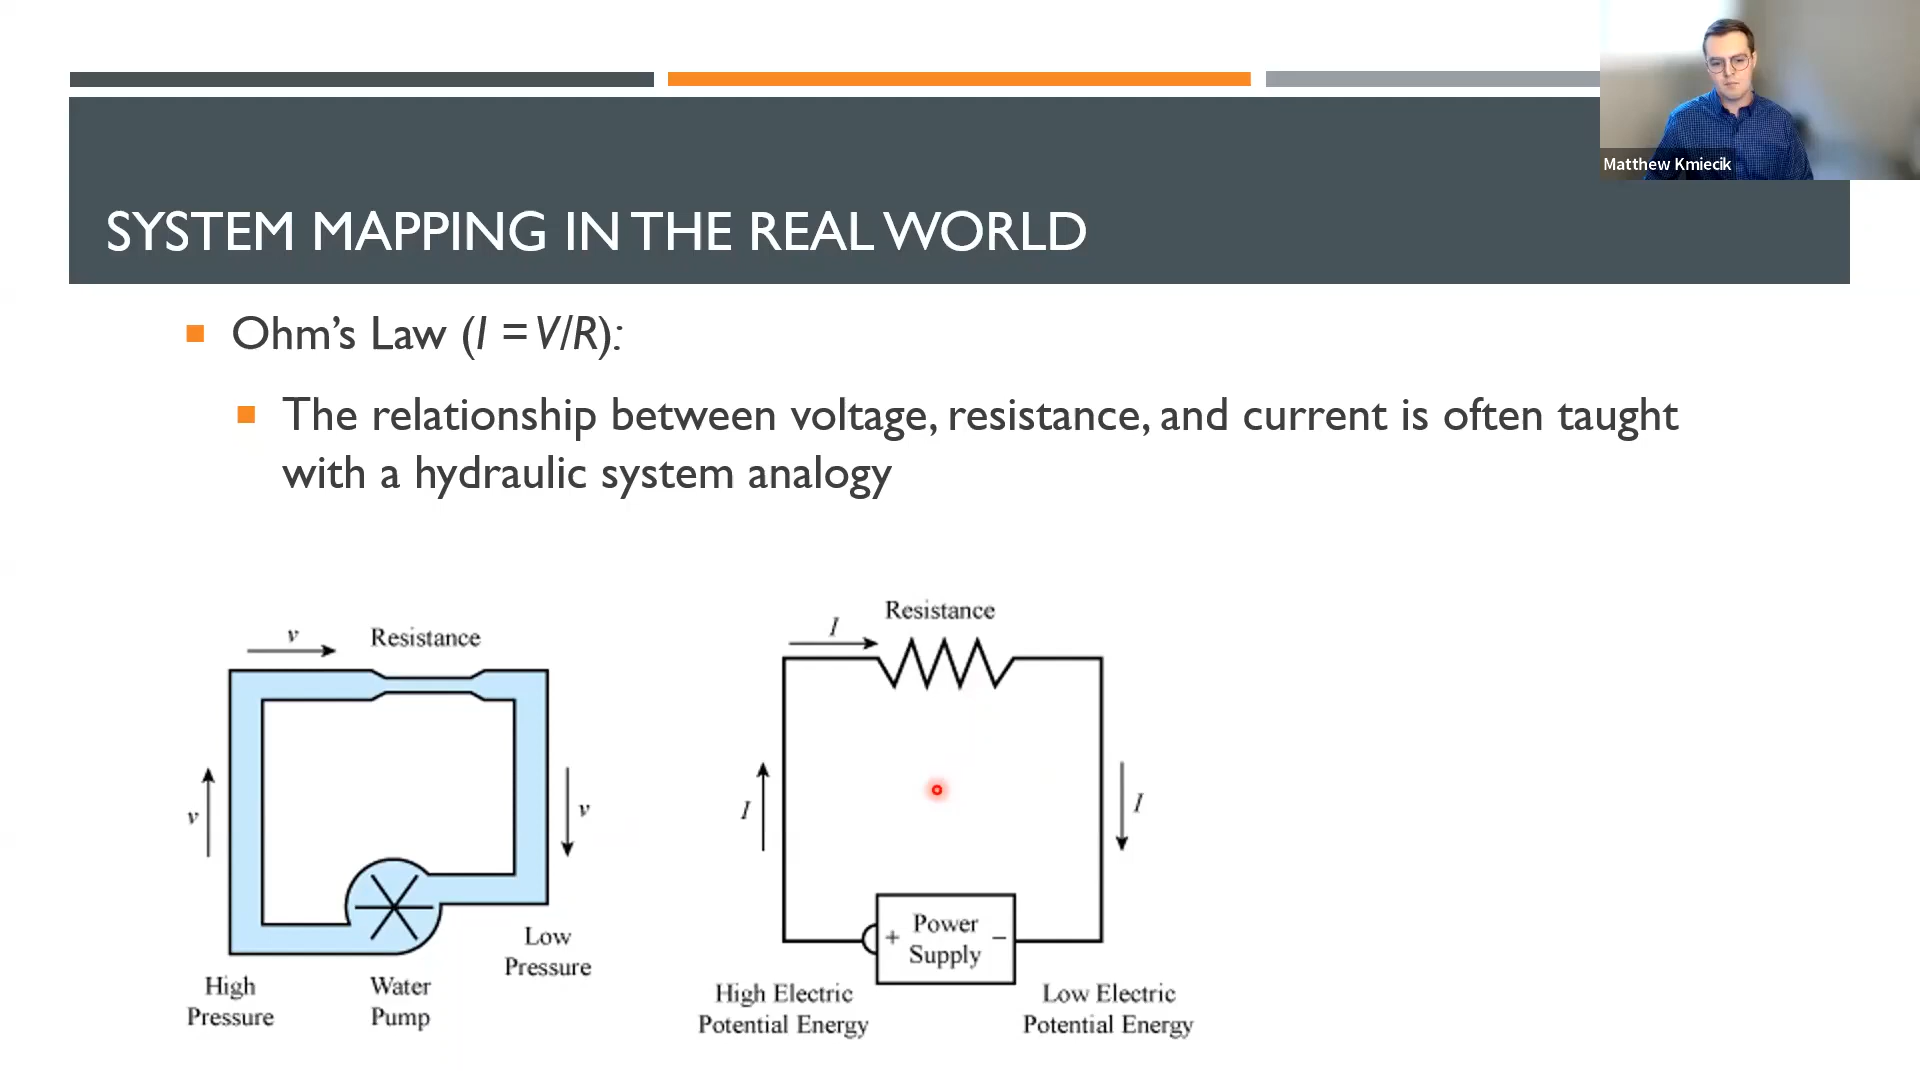 Matthew Kmiecik
SYSTEM MAPPING IN THE REAL WORLD
Ohm's Law (I = V/R):
The relationship between voltage, resistance, and current is often taught
with a hydraulic system analogy
v
Resistance
v
v
Low
Pressure
High
Pressure
Water
Pump
I
Resistance
I
I
+ Power −
Supply
High Electric
Potential Energy
Low Electric
Potential Energy